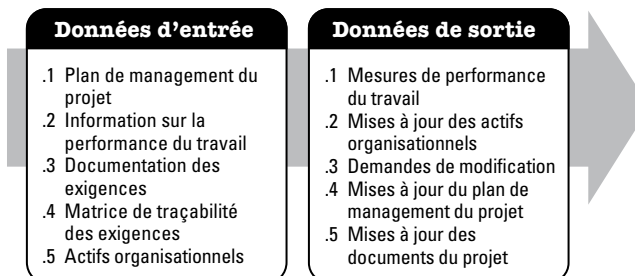 Données d'entrée
.1 Plan de management du
projet
.2 Information sur la
performance du travail
.3 Documentation des
exigences
.4 Matrice de traçabilité
des exigences
.5 Actifs organisationnels
Données de sortie
.1 Mesures de performance
du travail
.2 Mises à jour des actifs
organisationnels
.3 Demandes de modification
.4 Mises à jour du plan de
management du projet
.5 Mises à jour des
documents du projet